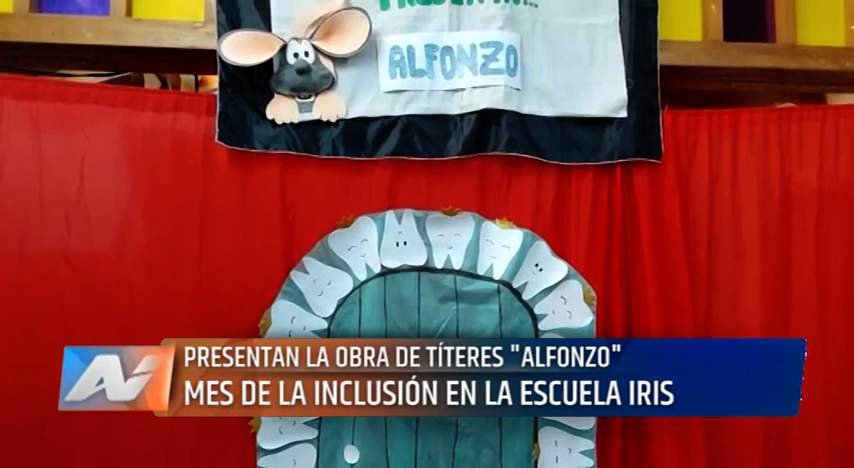 ALFONZO
PRESENTAN LA OBRA DE TÍTERES "ALFONZO"
MES DE LA INCLUSIÓN EN LA ESCUELA IRIS